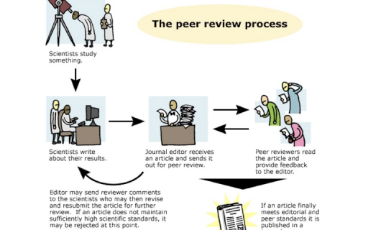 The peer review process
Scientists study
something.
Scientists write
about their results.
Journal editor receives
an article and sends it
out for peer review.
Peer reviewers read
the article and
provide feedback
to the editor.
Editor may send reviewer comments
to the scientists who may then revise
and resubmit the article for further
review. If an article does not maintain
sufficiently high scientific standards, it
may be rejected at this point.
If an article finally
meets editorial and
peer standards it is
published in a